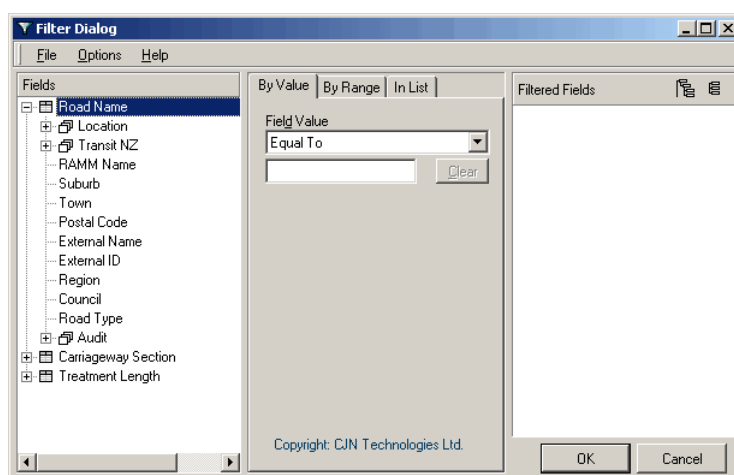 Filter Dialog
File Options Help
Fields
Road Name
Location
Transit NZ
RAMM Name
Suburb
Town
Postal Code
External Name
External ID
Region
Council
Road Type
Audit
Carriageway Section
Treatment Length
By Value By Range In List
Field Value
Equal To
Clear
Copyright: CJN Technologies Ltd.
Filtered Fields
OK Cancel